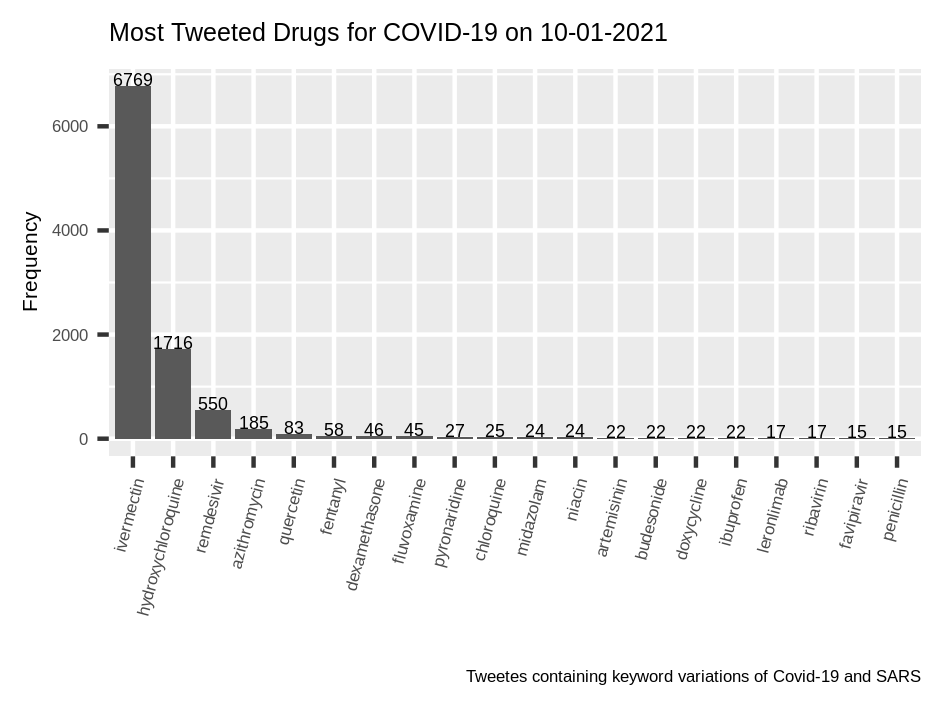 Most Tweeted Drugs for COVID-19 on 10-01-2021
6769
6000
4000
2000
0
Frequency
1716
550
185
83
58
46
45
27
25
24
24
22
22
22
22
17
17
15
15
ivermectin
hydroxychloroquine
remdesivir
azithromycin
quercetin
fentanyl
dexamethasone
fluvoxamine
pyronaridine
chloroquine
midazolam
niacin
artemisinin
budesonide
doxycycline
ibuprofen
leronlimab
ribavirin
favipiravir
penicillin
Tweetes containing keyword variations of Covid-19 and SARS